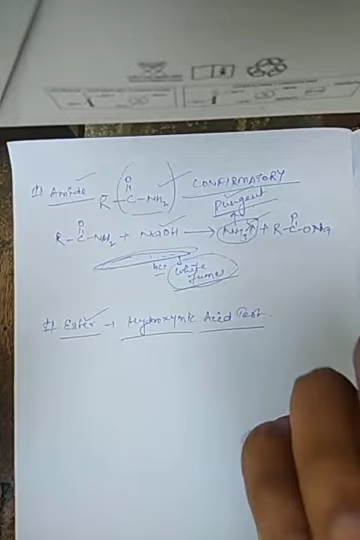 Amide R-C(=O)-NH₂ CONFIRMATORY
pungent
R-C(=O)-NH₂ + NaOH → NH₃↑ + R-C(=O)-ONa
HCl white
fumes
Ester → Hydroxymic Acid Test.